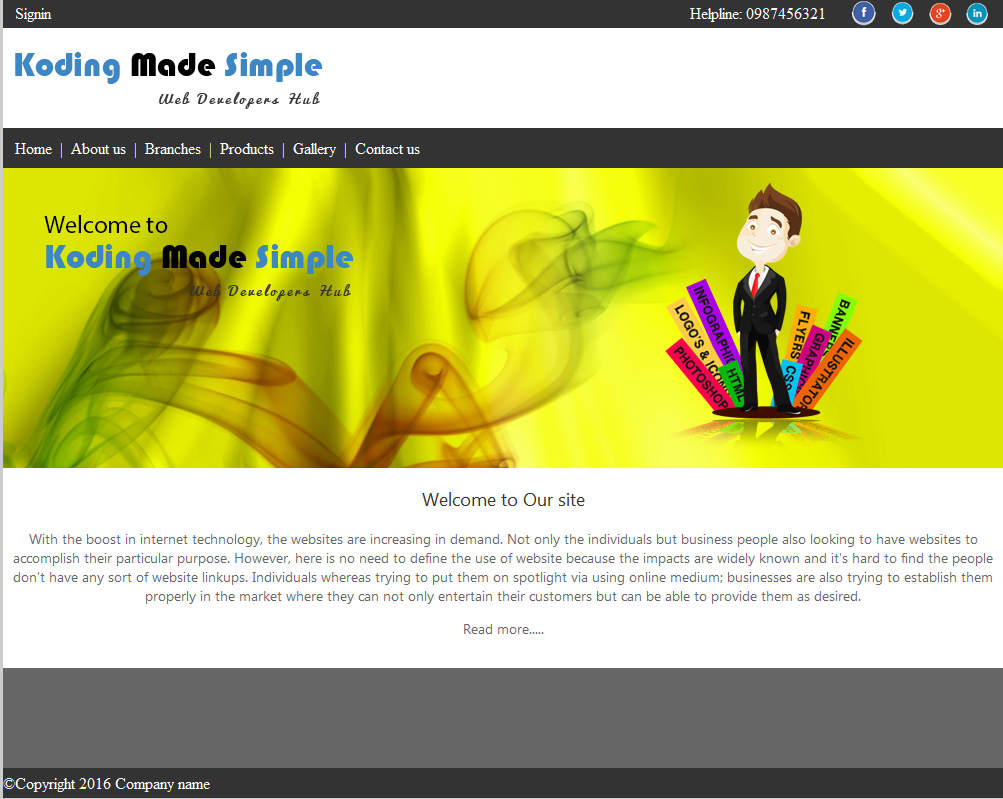 Signin
Helpline: 0987456321
f
g+
in
Koding Made Simple
Web Developers Hub
Home | About us | Branches | Products | Gallery | Contact us
Welcome to
Koding Made Simple
Web Developers Hub
INFOGRAPHIC
LOGO'S & ICON
PHOTOSHOP
HTML
CSS
FLYERS
GRAPHIC
BANNERS
ILLUSTRATOR
Welcome to Our site
With the boost in internet technology, the websites are increasing in demand. Not only the individuals but business people also looking to have websites to
accomplish their particular purpose. However, here is no need to define the use of website because the impacts are widely known and it's hard to find the people
don't have any sort of website linkups. Individuals whereas trying to put them on spotlight via using online medium; businesses are also trying to establish them
properly in the market where they can not only entertain their customers but can be able to provide them as desired.
Read more.....
©Copyright 2016 Company name